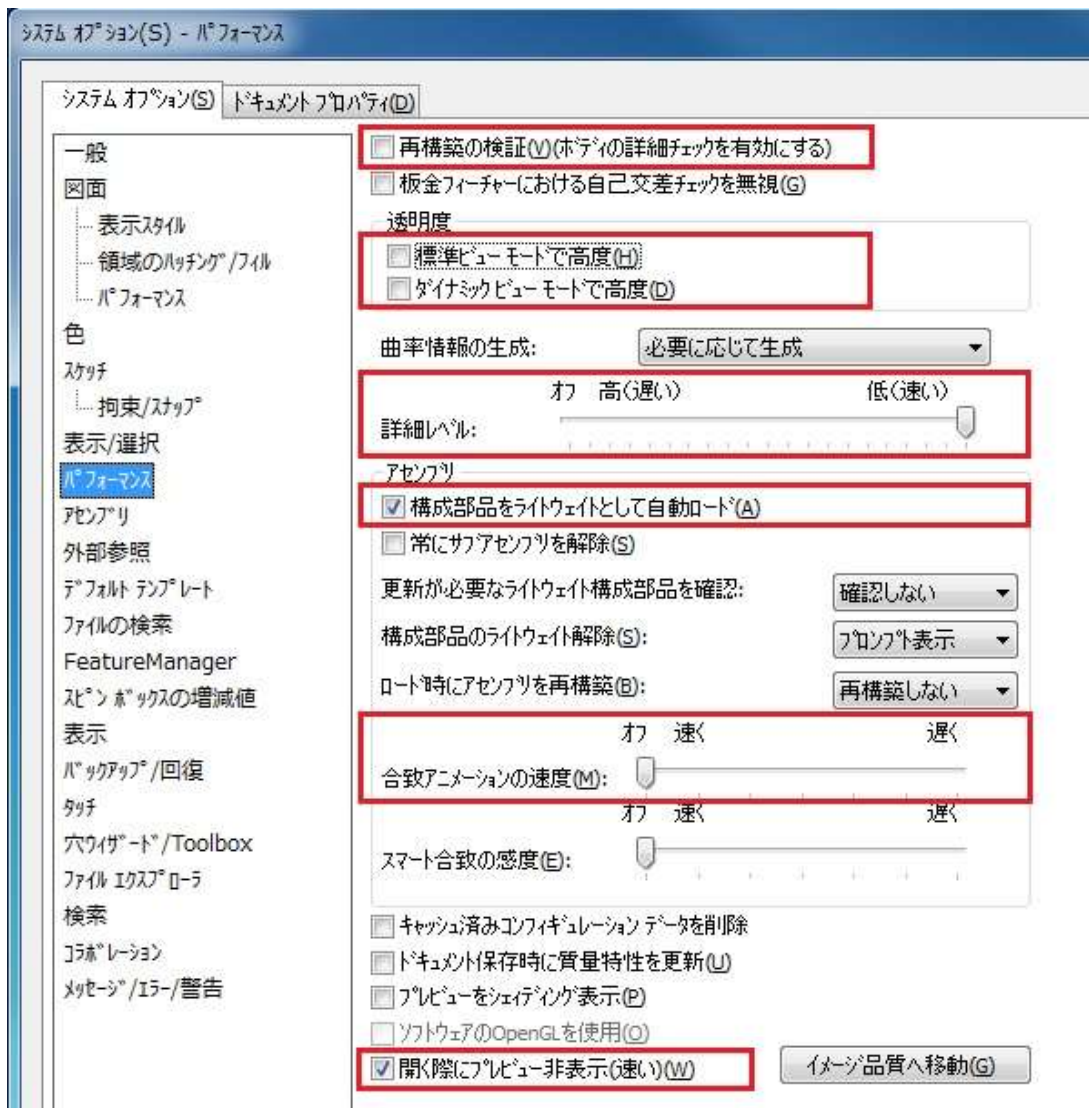 システム オプション(S) - パフォーマンス
システム オプション(S)
ドキュメント プロパティ(D)
一般
図面
表示スタイル
領域のハッチング/フィル
パフォーマンス
色
スケッチ
拘束/スナップ
表示/選択
パフォーマンス
アセンブリ
外部参照
デフォルト テンプレート
ファイルの検索
FeatureManager
スピン ボックスの増減値
表示
バックアップ/回復
タッチ
穴ウィザード/Toolbox
ファイル エクスプローラ
検索
コラボレーション
メッセージ/エラー/警告
再構築の検証(V)(ボディの詳細チェックを有効にする)
板金フィーチャーにおける自己交差チェックを無視(G)
透明度
標準ビュー モードで高度(H)
ダイナミック ビュー モードで高度(D)
曲率情報の生成: 必要に応じて生成
オフ 高(遅い) 低(速い)
詳細レベル:
アセンブリ
構成部品をライトウェイトとして自動ロード(A)
常にサブアセンブリを解除(S)
更新が必要なライトウェイト構成部品を確認: 確認しない
構成部品のライトウェイト解除(S): プロンプト表示
ロード時にアセンブリを再構築(B): 再構築しない
オフ 速く 遅く
合致アニメーションの速度(M):
オフ 速く 遅く
スマート合致の感度(E):
キャッシュ済みコンフィギュレーション データを削除
ドキュメント保存時に質量特性を更新(U)
プレビューをシェイディング表示(P)
ソフトウェアのOpenGLを使用(O)
開く際にプレビュー非表示(速い)(W)
イメージ品質へ移動(G)